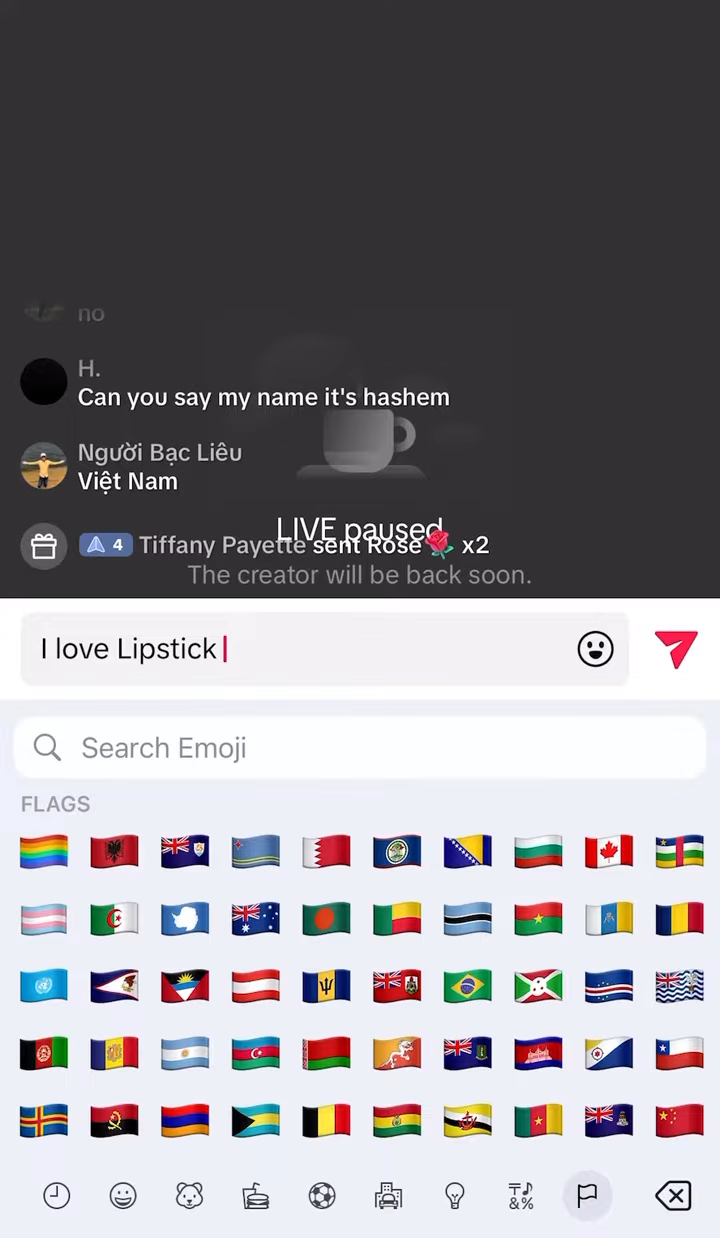 no
H.
Can you say my name it's hashem
Người Bạc Liêu
Việt Nam
LIVE paused
4 Tiffany Payette sent Rose x2
The creator will be back soon.
I love Lipstick
Search Emoji
FLAGS
&%